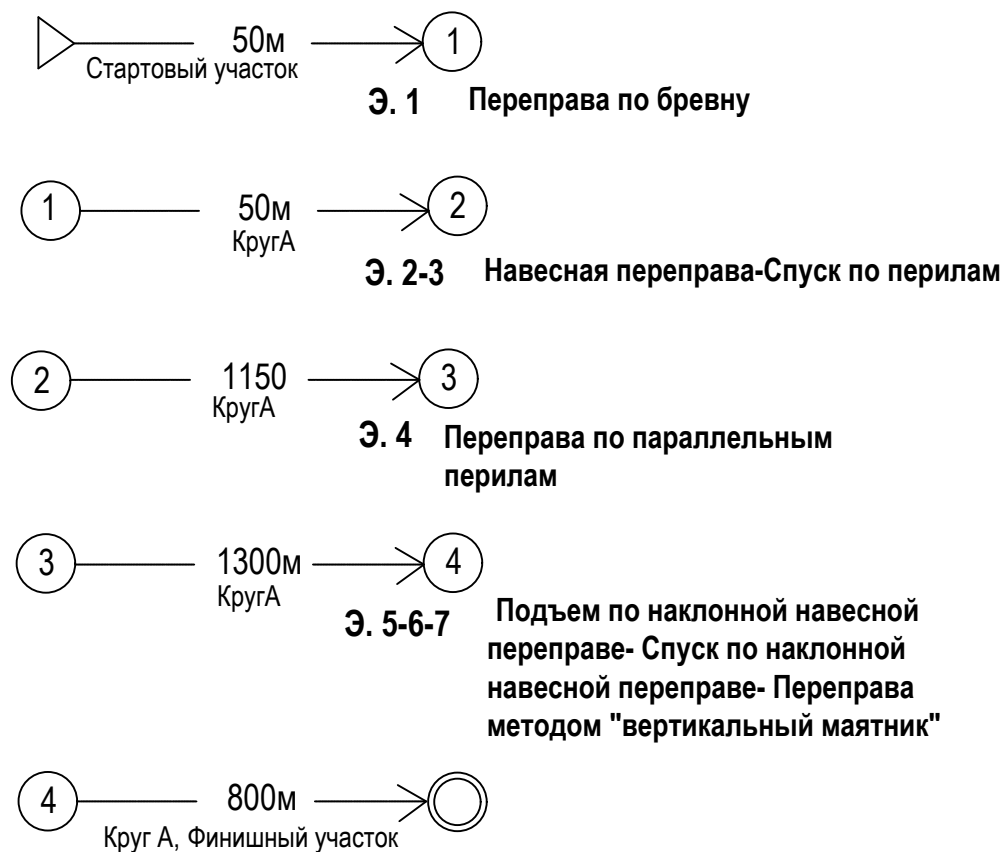 50м
1
Стартовый участок
Э. 1 Переправа по бревну
1 50м 2
КругА
Э. 2-3 Навесная переправа-Спуск по перилам
2 1150 3
КругА
Э. 4 Переправа по параллельным
перилам
3 1300м 4
КругА
Э. 5-6-7 Подъем по наклонной навесной
переправе- Спуск по наклонной
навесной переправе- Переправа
методом "вертикальный маятник"
4 800м
Круг А, Финишный участок